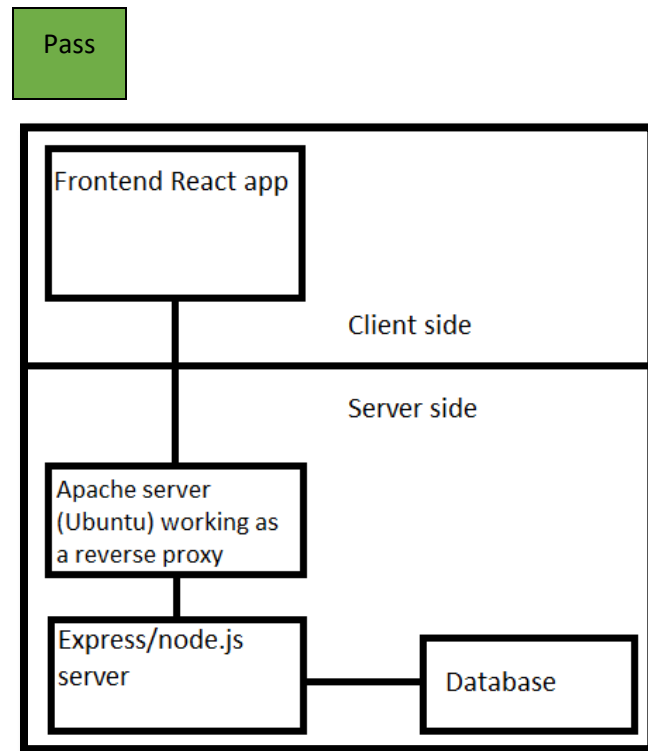 Pass
Frontend React app
Client side
Server side
Apache server
(Ubuntu) working as
a reverse proxy
Express/node.js
server
Database